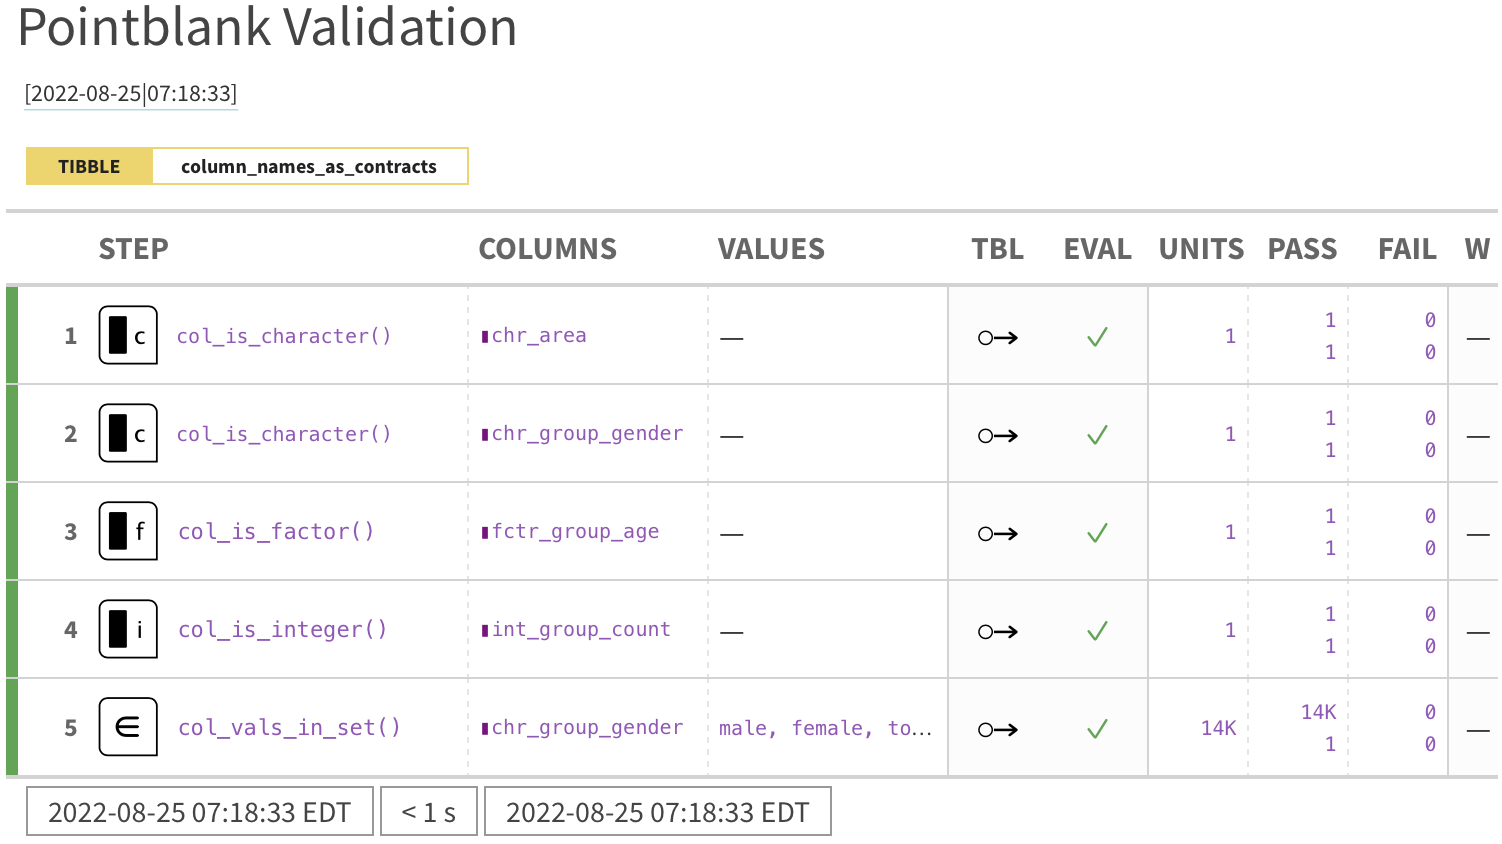 Pointblank Validation
[2022-08-25|07:18:33]
TIBBLE column_names_as_contracts
STEP COLUMNS VALUES TBL EVAL UNITS PASS FAIL W
1 c col_is_character() chr_area — ✓ 1 1 0 —
1 0
2 c col_is_character() chr_group_gender — ✓ 1 1 0 —
1 0
3 f col_is_factor() fctr_group_age — ✓ 1 1 0 —
1 0
4 i col_is_integer() int_group_count — ✓ 1 1 0 —
1 0
5 ∈ col_vals_in_set() chr_group_gender male, female, to… ✓ 14K 14K 0 —
1 0
2022-08-25 07:18:33 EDT < 1 s 2022-08-25 07:18:33 EDT